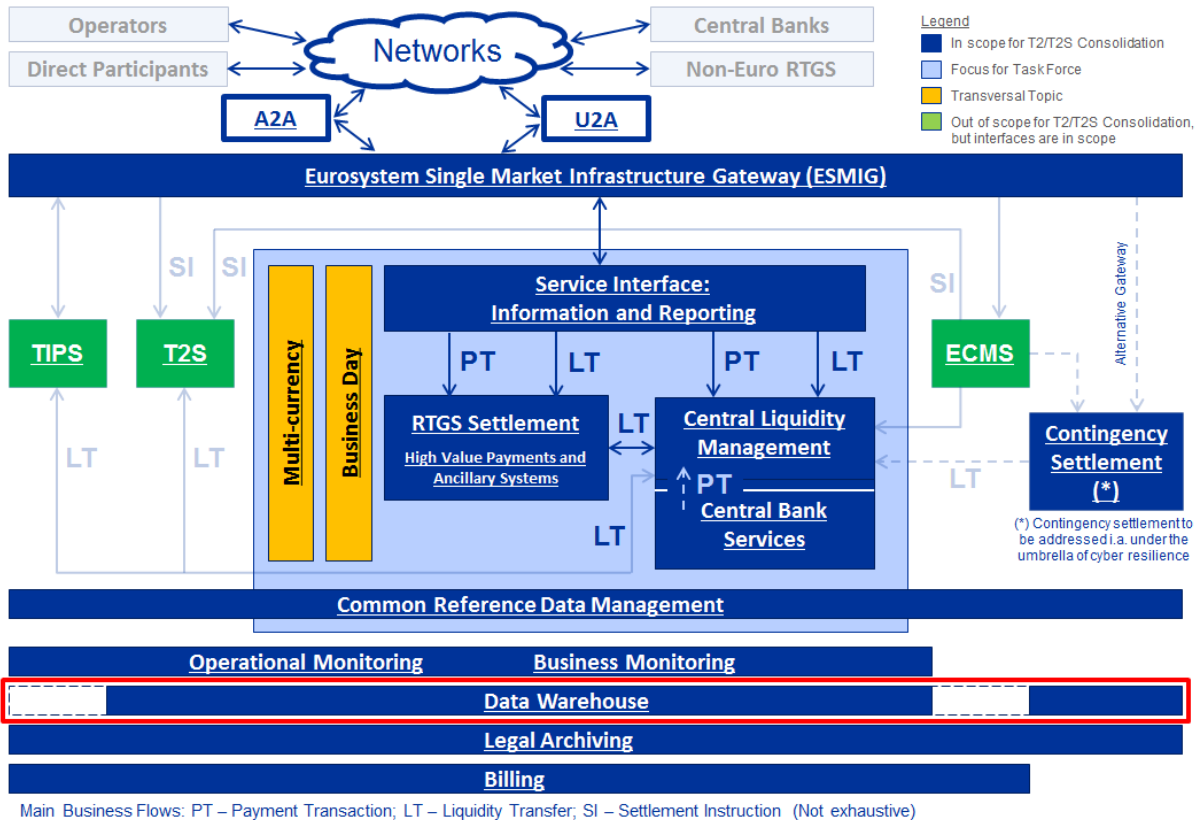 Operators
Direct Participants
Networks
Central Banks
Non-Euro RTGS
Legend
In scope for T2/T2S Consolidation
Focus for Task Force
Transversal Topic
Out of scope for T2/T2S Consolidation,
but interfaces are in scope
A2A
U2A
Eurosystem Single Market Infrastructure Gateway (ESMIG)
SI
SI
SI
Alternative Gateway
Multi-currency
Business Day
Service Interface:
Information and Reporting
TIPS
T2S
ECMS
PT
LT
PT
LT
RTGS Settlement
High Value Payments and
Ancillary Systems
LT
Central Liquidity
Management
PT
Central Bank
Services
Contingency
Settlement
(*)
LT
LT
LT
LT
(*) Contingency settlement to
be addressed i.a. under the
umbrella of cyber resilience
Common Reference Data Management
Operational Monitoring
Business Monitoring
Data Warehouse
Legal Archiving
Billing
Main Business Flows: PT – Payment Transaction; LT – Liquidity Transfer; SI – Settlement Instruction (Not exhaustive)